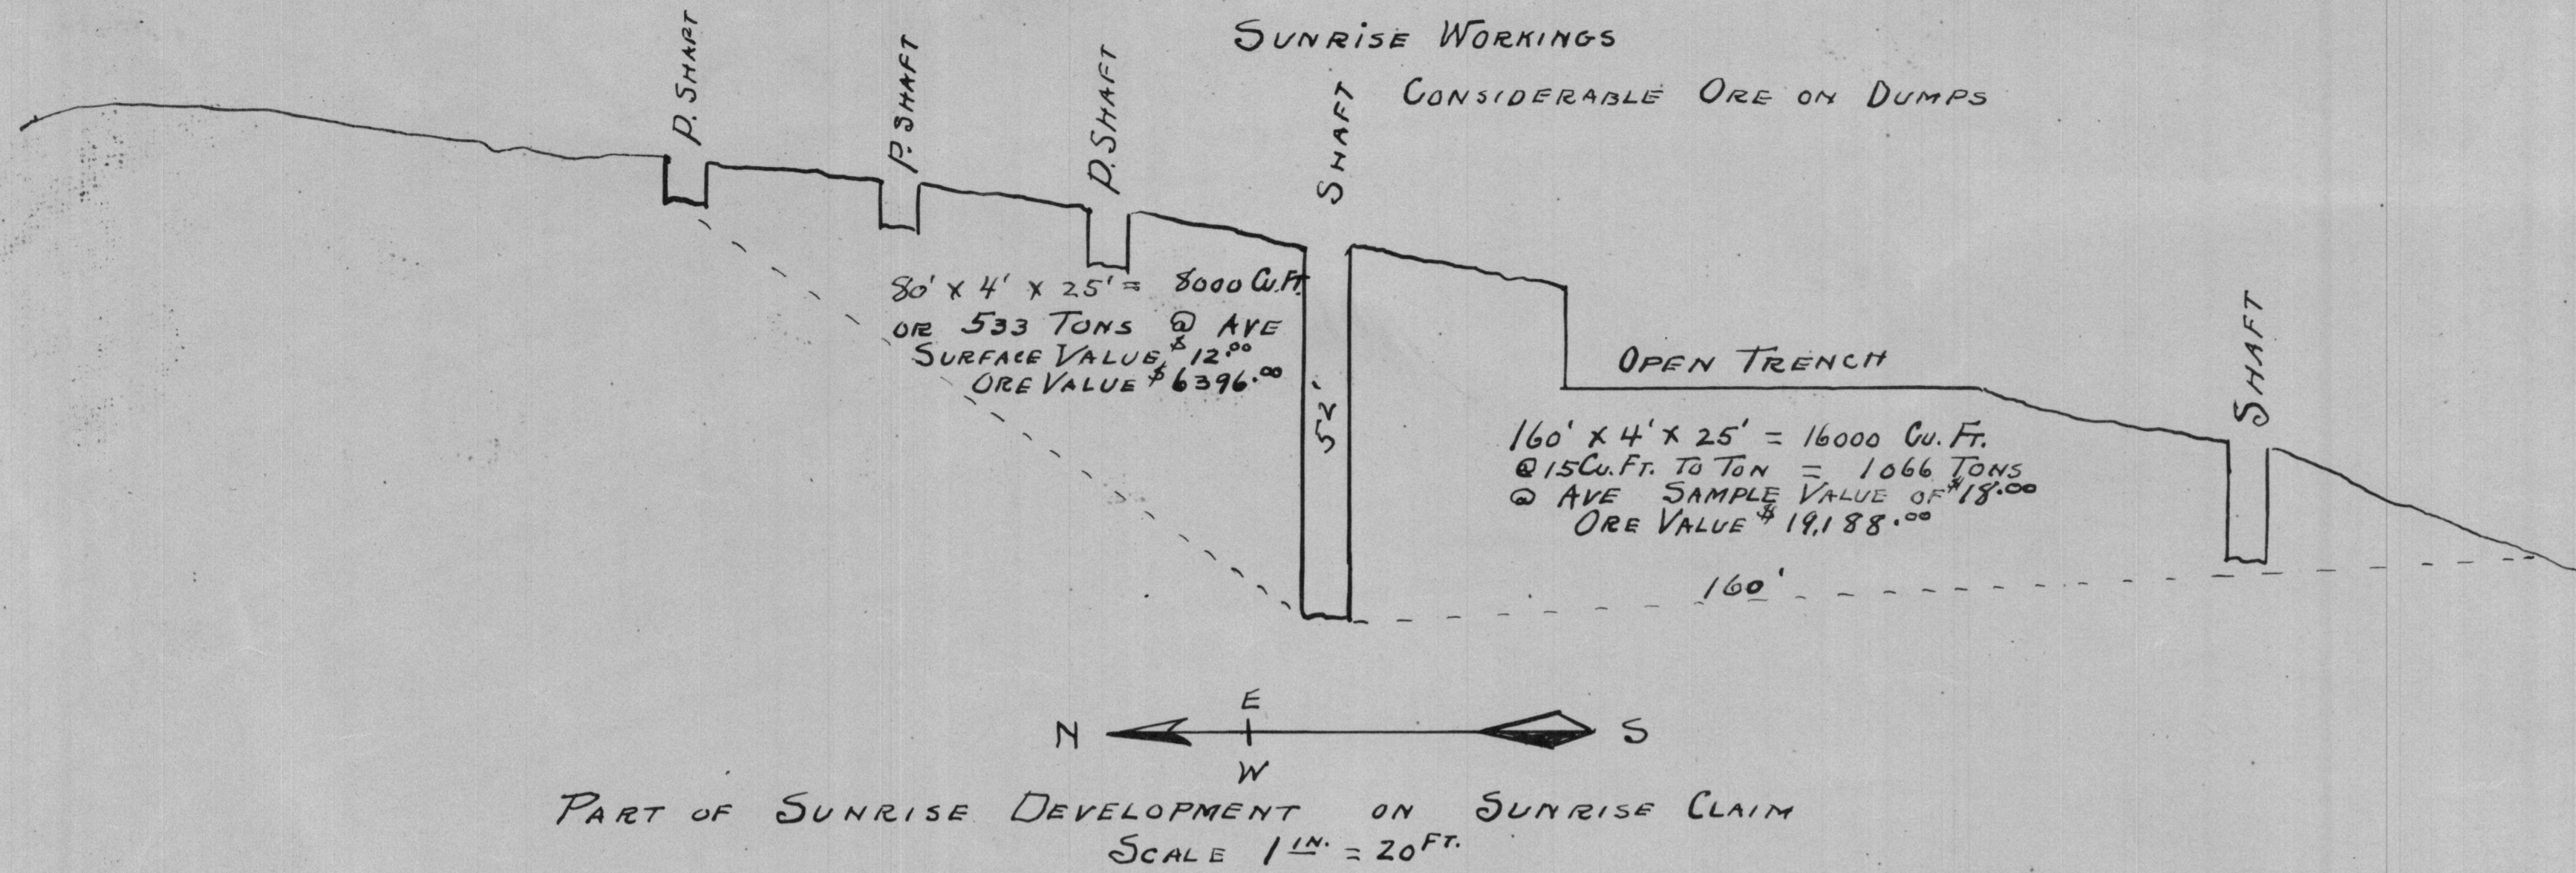 SUNRISE WORKINGS
CONSIDERABLE ORE ON DUMPS
P. SHAFT
P. SHAFT
P. SHAFT
SHAFT
80' x 4' x 25' = 8000 Cu.Ft.
OR 533 TONS @ AVE
SURFACE VALUE $12.00
ORE VALUE $6396.00
52'
OPEN TRENCH
160' x 4' x 25' = 16000 Cu. Ft.
@ 15 Cu. Ft. TO TON = 1066 TONS
@ AVE SAMPLE VALUE OF $18.00
ORE VALUE $19,188.00
SHAFT
160'
E
N S
W
PART OF SUNRISE DEVELOPMENT ON SUNRISE CLAIM
SCALE 1 IN. = 20 FT.